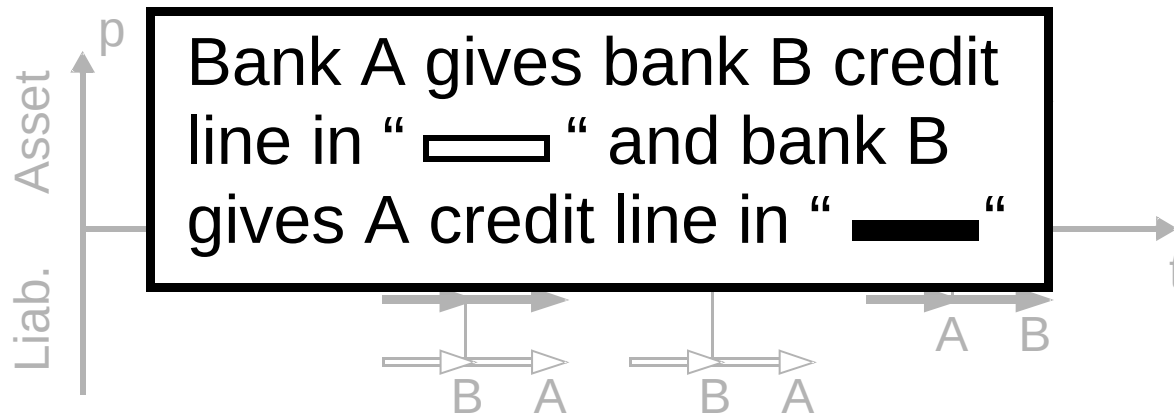 p
Asset
Bank A gives bank B credit
line in “ “ and bank B
gives A credit line in “ “
Liab.
t
A B
B A B A